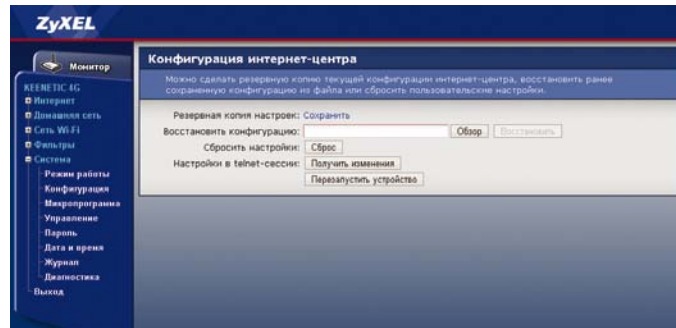 ZyXEL
Монитор
KEENETIC 4G
Интернет
Домашняя сеть
Сеть Wi-Fi
Фильтры
Система
Режим работы
Конфигурация
Микропрограмма
Управление
Пароль
Дата и время
Журнал
Диагностика
Выход
Конфигурация интернет-центра
Можно сделать резервную копию текущей конфигурации интернет-центра, восстановить ранее
сохраненную конфигурацию из файла или сбросить пользовательские настройки.
Резервная копия настроек: Сохранить
Восстановить конфигурацию: Обзор Восстановить
Сбросить настройки: Сброс
Настройки в telnet-сессии: Получить изменения
Перезапустить устройство